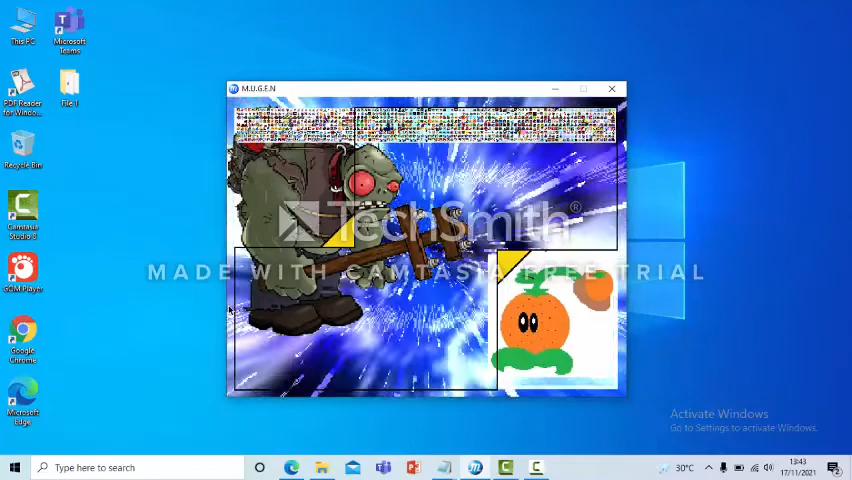 This PC
Microsoft
Teams
PDF Reader
for Windo...
File 1
Recycle Bin
Camtasia
Studio 8
GOM Player
Google
Chrome
Microsoft
Edge
M.U.G.E.N
TechSmith®
MADE WITH CAMTASIA FREE TRIAL
Activate Windows
Go to Settings to activate Windows.
Type here to search
30°C
13:43
17/11/2021
2